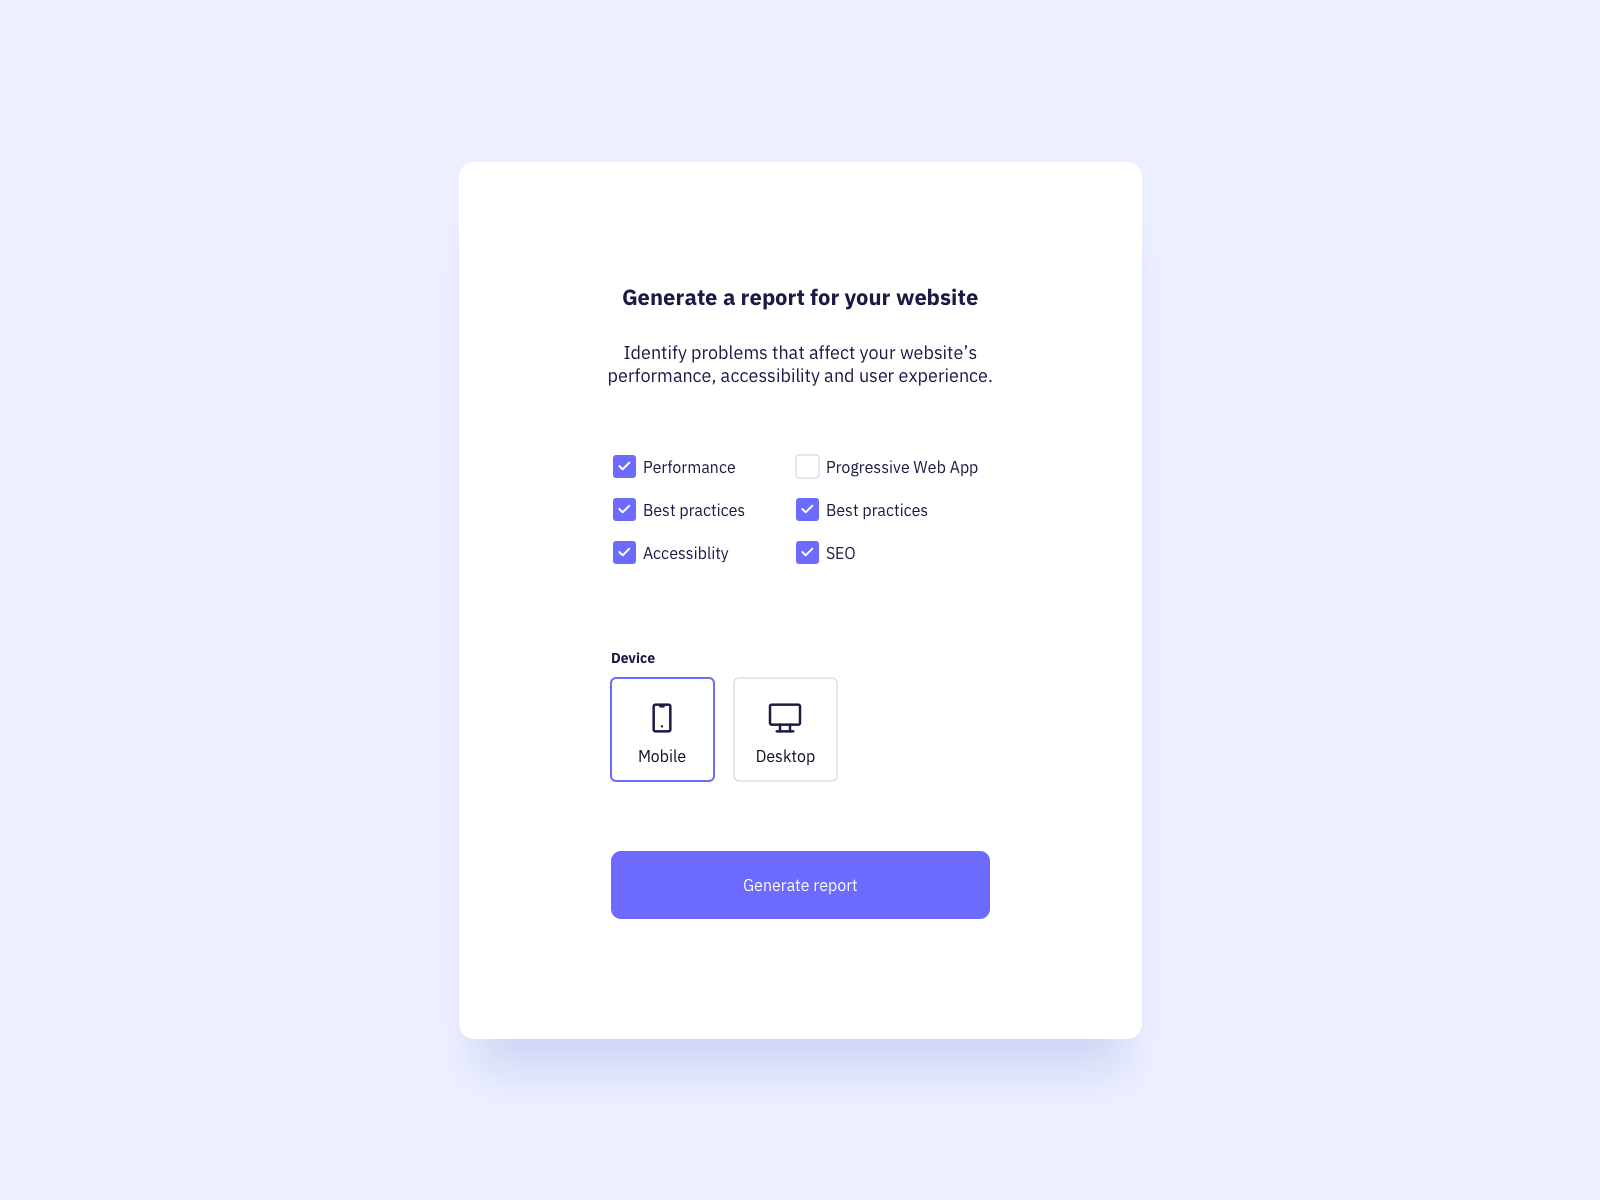 Generate a report for your website
Identify problems that affect your website’s
performance, accessibility and user experience.
Performance
Progressive Web App
Best practices
Best practices
Accessiblity
SEO
Device
Mobile
Desktop
Generate report